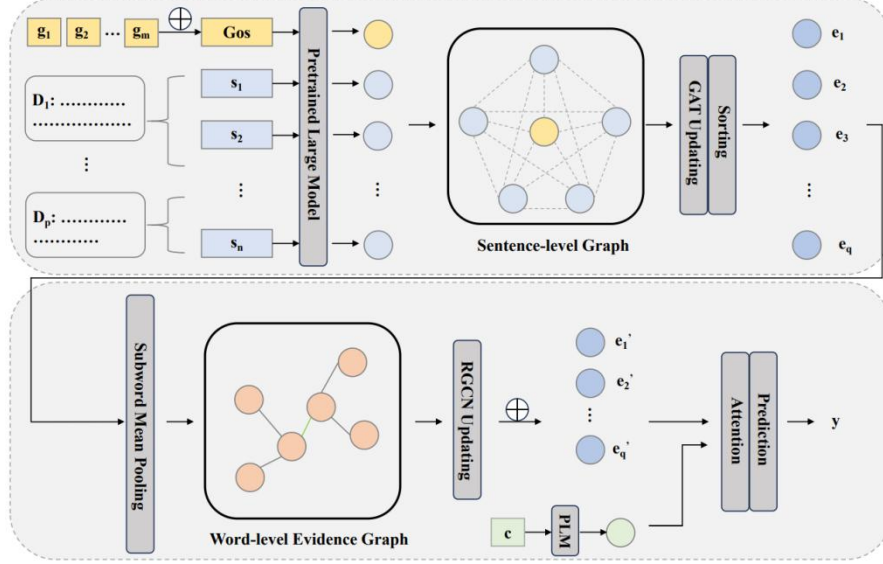 g1 g2 ... gm
Gos
D1: ............
.................
s1
s2
⋮
⋮
Dp: ............
............
sn
Pretrained Large Model
⋮
Sentence-level Graph
GAT Updating
Sorting
e1
e2
e3
⋮
eq
Subword Mean Pooling
Word-level Evidence Graph
RGCN Updating
e1'
e2'
⋮
eq'
c
PLM
Attention
Prediction
y